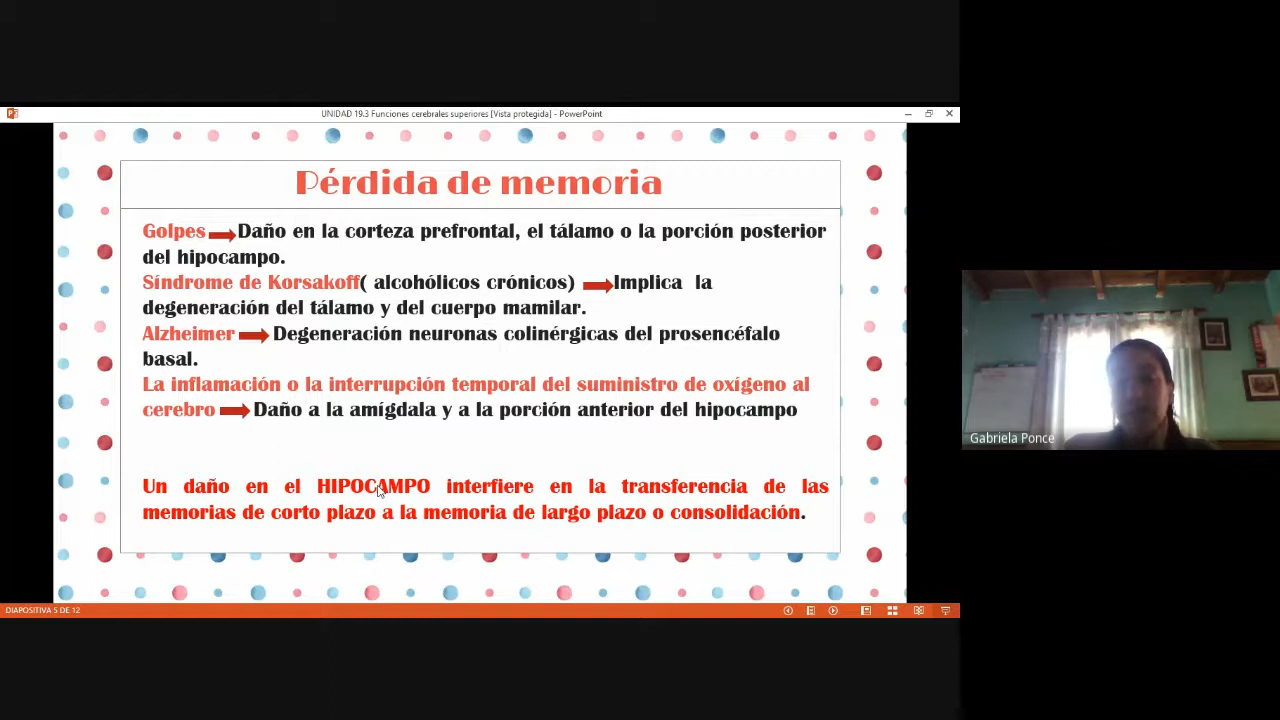 UNIDAD 19.3 Funciones cerebrales superiores [Vista protegida] - PowerPoint
Pérdida de memoria
Golpes Daño en la corteza prefrontal, el tálamo o la porción posterior
del hipocampo.
Síndrome de Korsakoff( alcohólicos crónicos) Implica la
degeneración del tálamo y del cuerpo mamilar.
Alzheimer Degeneración neuronas colinérgicas del prosencéfalo
basal.
La inflamación o la interrupción temporal del suministro de oxígeno al
cerebro Daño a la amígdala y a la porción anterior del hipocampo
Un daño en el HIPOCAMPO interfiere en la transferencia de las
memorias de corto plazo a la memoria de largo plazo o consolidación.
Gabriela Ponce
DIAPOSITIVA 5 DE 12